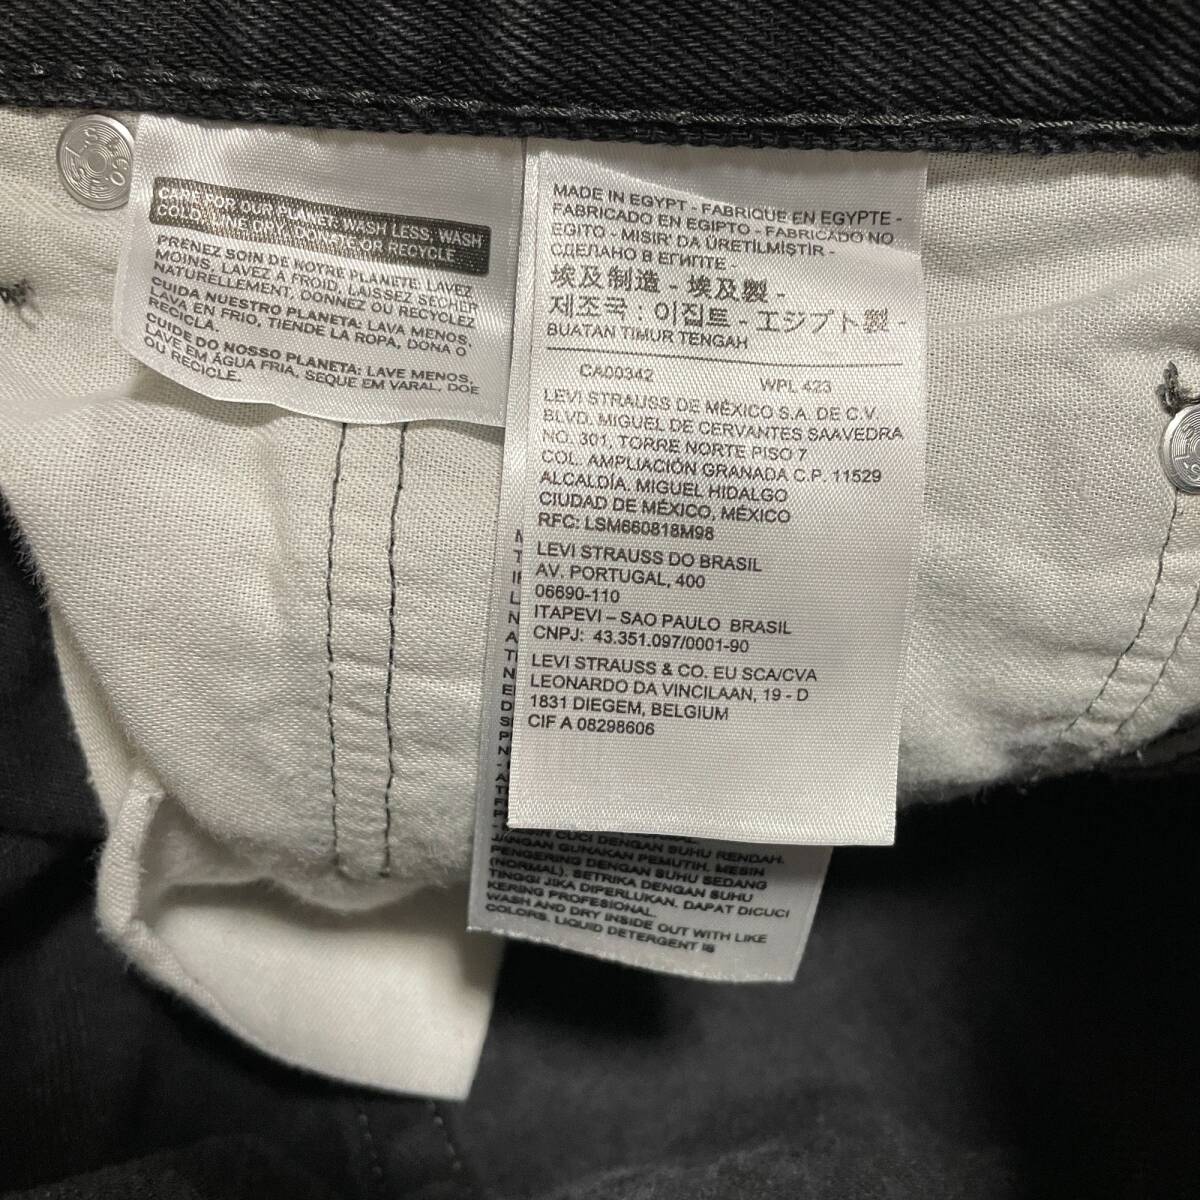 CARE FOR OUR PLANET: WASH LESS, WASH
COLD, LINE DRY, DONATE OR RECYCLE.
PRENEZ SOIN DE NOTRE PLANÈTE: LAVEZ
MOINS, LAVEZ À FROID, LAISSEZ SÉCHER
NATURELLEMENT, DONNEZ OU RECYCLEZ
CUIDA NUESTRO PLANETA: LAVA MENOS,
LAVA EN FRIO, TIENDE LA ROPA, DONA O
RECICLA.
CUIDE DO NOSSO PLANETA: LAVE MENOS,
LAVE EM ÁGUA FRIA, SEQUE EM VARAL, DOE
OU RECICLE.
MADE IN EGYPT - FABRIQUE EN EGYPTE -
FABRICADO EN EGIPTO - FABRICADO NO
EGITO - MISIR' DA ÜRETİLMİŞTİR -
СДЕЛАНО В ЕГИПТЕ -
埃及制造 - 埃及製 -
제조국 : 이집트 - エジプト製 -
BUATAN TIMUR TENGAH
CA00342 WPL 423
LEVI STRAUSS DE MÉXICO S.A. DE C.V.
BLVD. MIGUEL DE CERVANTES SAAVEDRA
NO. 301, TORRE NORTE PISO 7
COL. AMPLIACIÓN GRANADA C.P. 11529
ALCALDÍA. MIGUEL HIDALGO
CIUDAD DE MÉXICO, MÉXICO
RFC: LSM660818M98
LEVI STRAUSS DO BRASIL
AV. PORTUGAL, 400
06690-110
ITAPEVI – SAO PAULO BRASIL
CNPJ: 43.351.097/0001-90
LEVI STRAUSS & CO. EU SCA/CVA
LEONARDO DA VINCILAAN, 19 - D
1831 DIEGEM, BELGIUM
CIF A 08298606
CUCI DENGAN SUHU RENDAH.
JANGAN GUNAKAN PEMUTIH. MESIN
PENGERING DENGAN SUHU SEDANG
(NORMAL). SETRIKA DENGAN SUHU
TINGGI JIKA DIPERLUKAN. DAPAT DICUCI
KERING PROFESIONAL.
WASH AND DRY INSIDE OUT WITH LIKE
COLORS. LIQUID DETERGENT IS